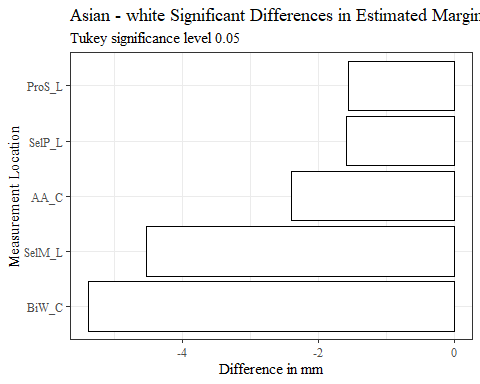 Asian - white Significant Differences in Estimated Margin
Tukey significance level 0.05
ProS_L
SelP_L
AA_C
SelM_L
BiW_C
Measurement Location
-4 -2 0
Difference in mm